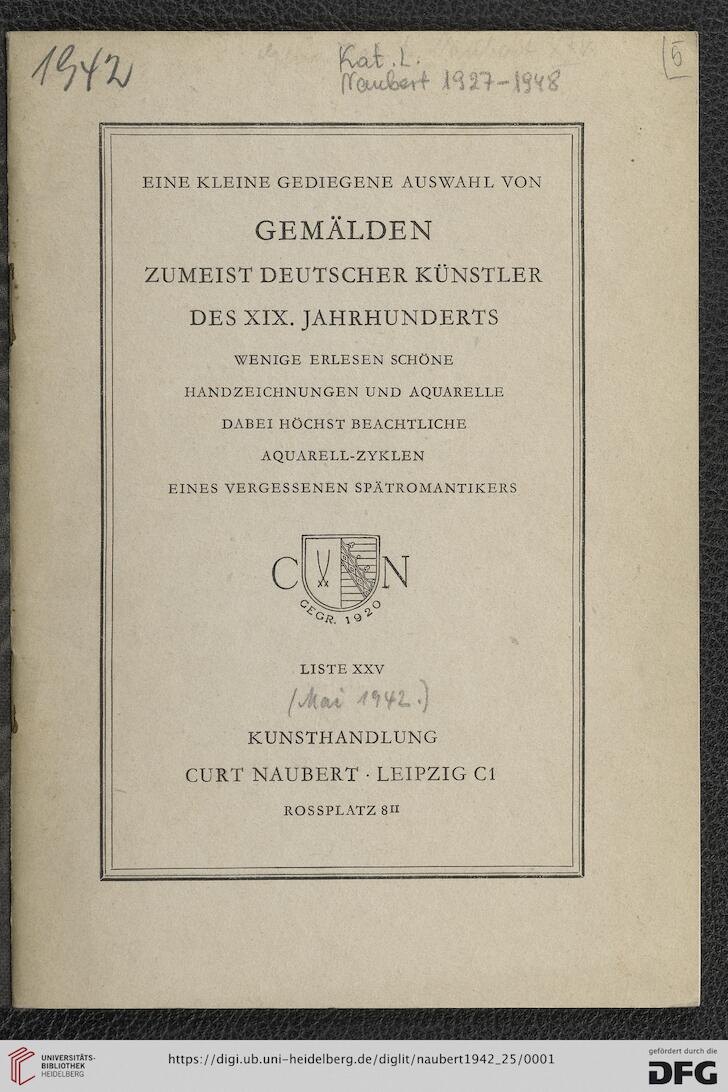 1942
Kat. L.
Naubert 1927-1948
5
EINE KLEINE GEDIEGENE AUSWAHL VON
GEMÄLDEN
ZUMEIST DEUTSCHER KÜNSTLER
DES XIX. JAHRHUNDERTS
WENIGE ERLESEN SCHÖNE
HANDZEICHNUNGEN UND AQUARELLE
DABEI HÖCHST BEACHTLICHE
AQUARELL-ZYKLEN
EINES VERGESSENEN SPÄTROMANTIKERS
C N
GEGR. 1920
LISTE XXV
(Mai 1942.)
KUNSTHANDLUNG
CURT NAUBERT · LEIPZIG C1
ROSSPLATZ 8II
UNIVERSITÄTS-
BIBLIOTHEK
HEIDELBERG
https://digi.ub.uni-heidelberg.de/diglit/naubert1942_25/0001
gefördert durch die
DFG